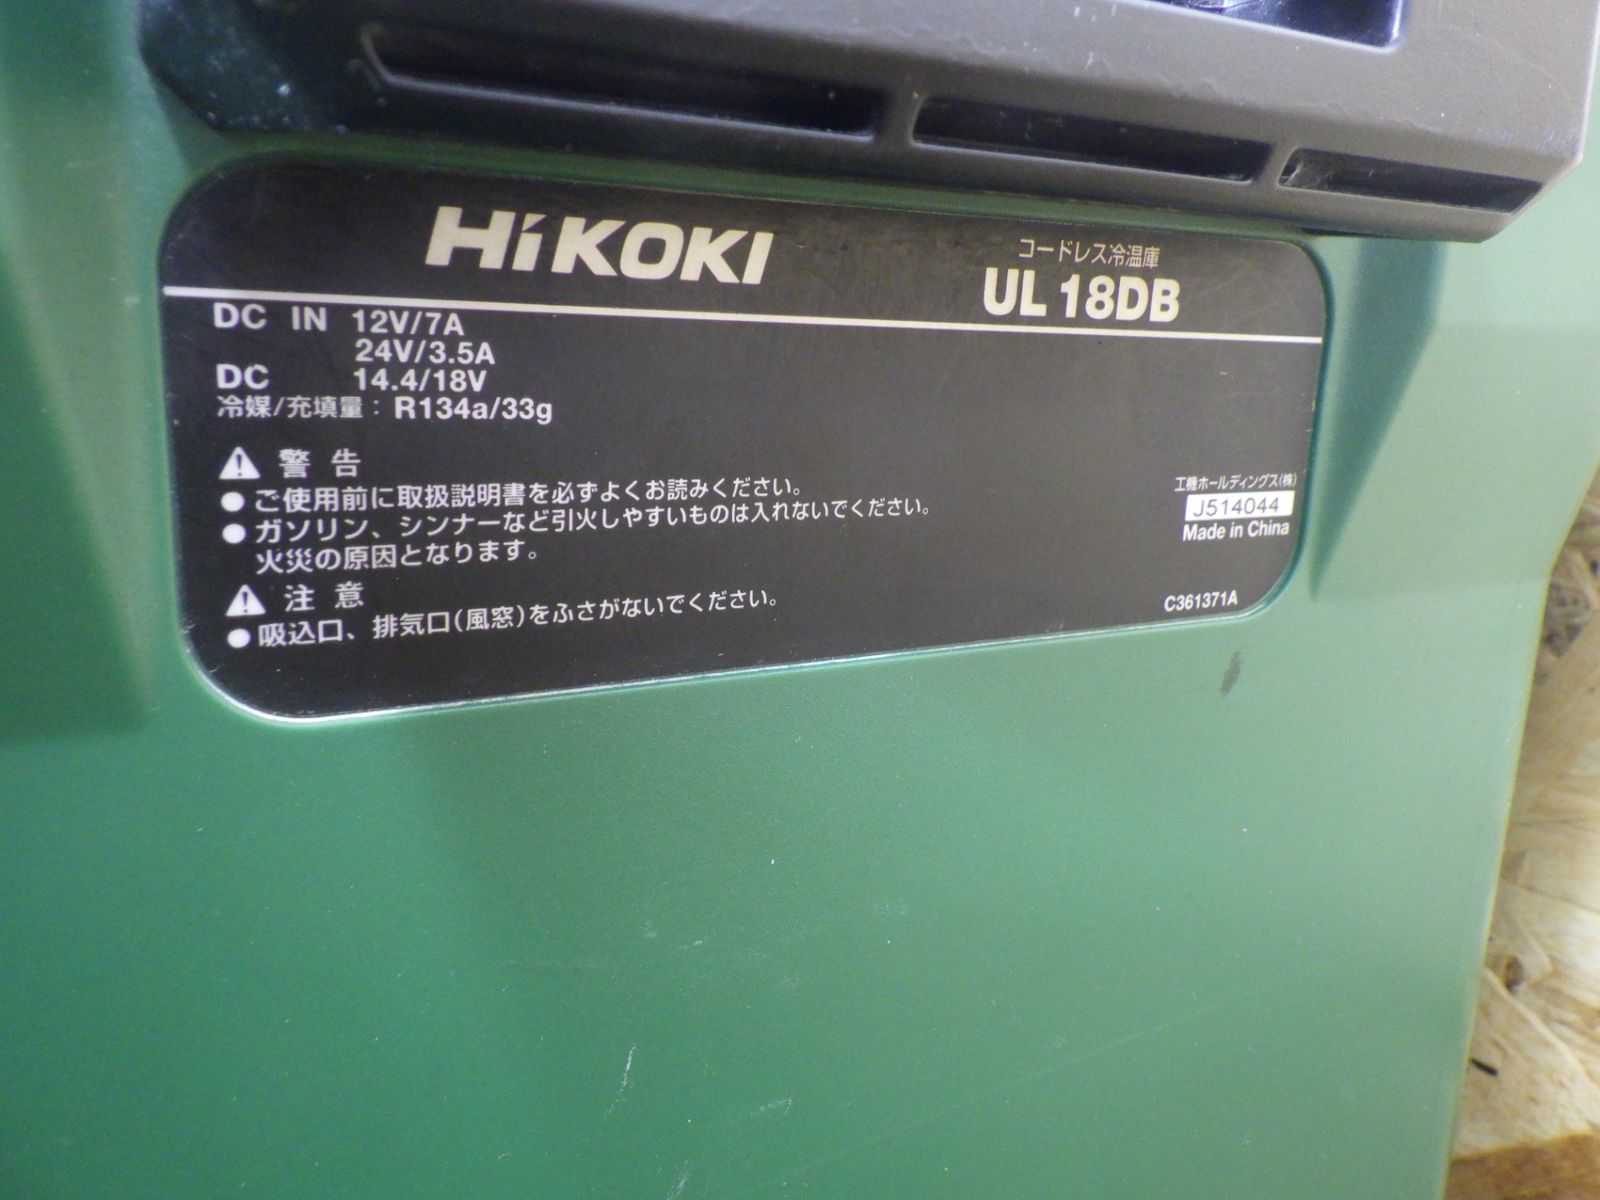 HiKOKI
コードレス冷温庫
UL 18DB
DC IN 12V/7A
24V/3.5A
DC 14.4/18V
冷媒/充填量: R134a/33g
警告
●ご使用前に取扱説明書を必ずよくお読みください。
●ガソリン、シンナーなど引火しやすいものは入れないでください。
火災の原因となります。
注意
●吸込口、排気口(風窓)をふさがないでください。
工機ホールディングス(株)
J514044
Made in China
C361371A